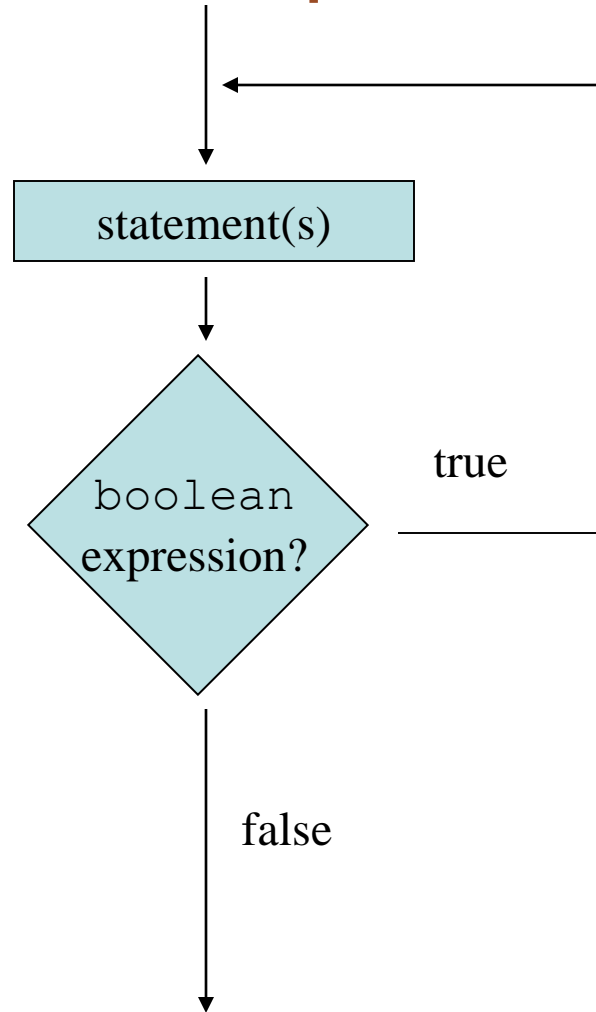 statement(s)
boolean
expression?
true
false